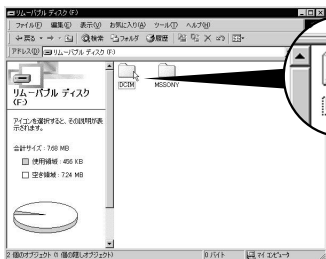 リムーバブル ディスク (F:)
ファイル(F) 編集(E) 表示(V) お気に入り(A) ツール(T) ヘルプ(H)
戻る 検索 フォルダ 履歴
アドレス(D) リムーバブル ディスク (F:)
リムーバブル ディスク
(F:)
DCIM
MSSONY
アイコンを選択すると、その説明が表
示されます。
合計サイズ: 7.68 MB
使用領域: 456 KB
空き領域: 7.24 MB
2 個のオブジェクト (1 個の隠しオブジェクト)
0 バイト
マイ コンピュータ